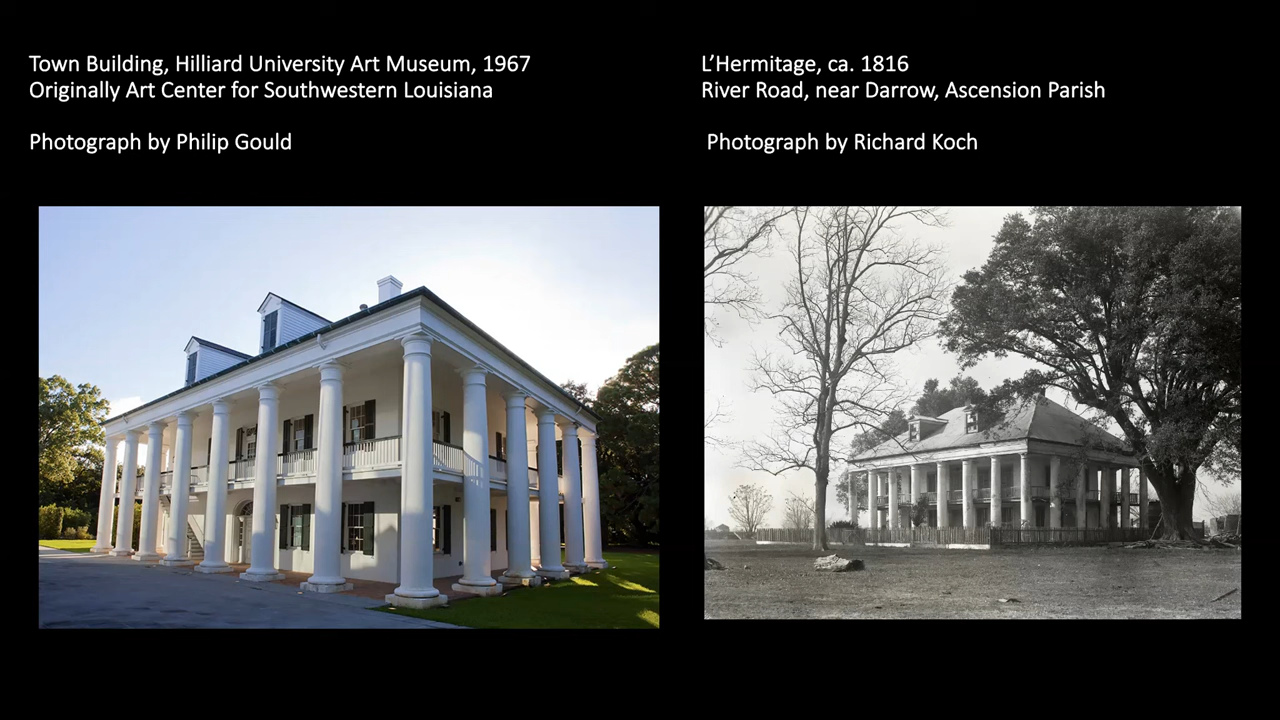 Town Building, Hilliard University Art Museum, 1967
Originally Art Center for Southwestern Louisiana
Photograph by Philip Gould
L’Hermitage, ca. 1816
River Road, near Darrow, Ascension Parish
Photograph by Richard Koch